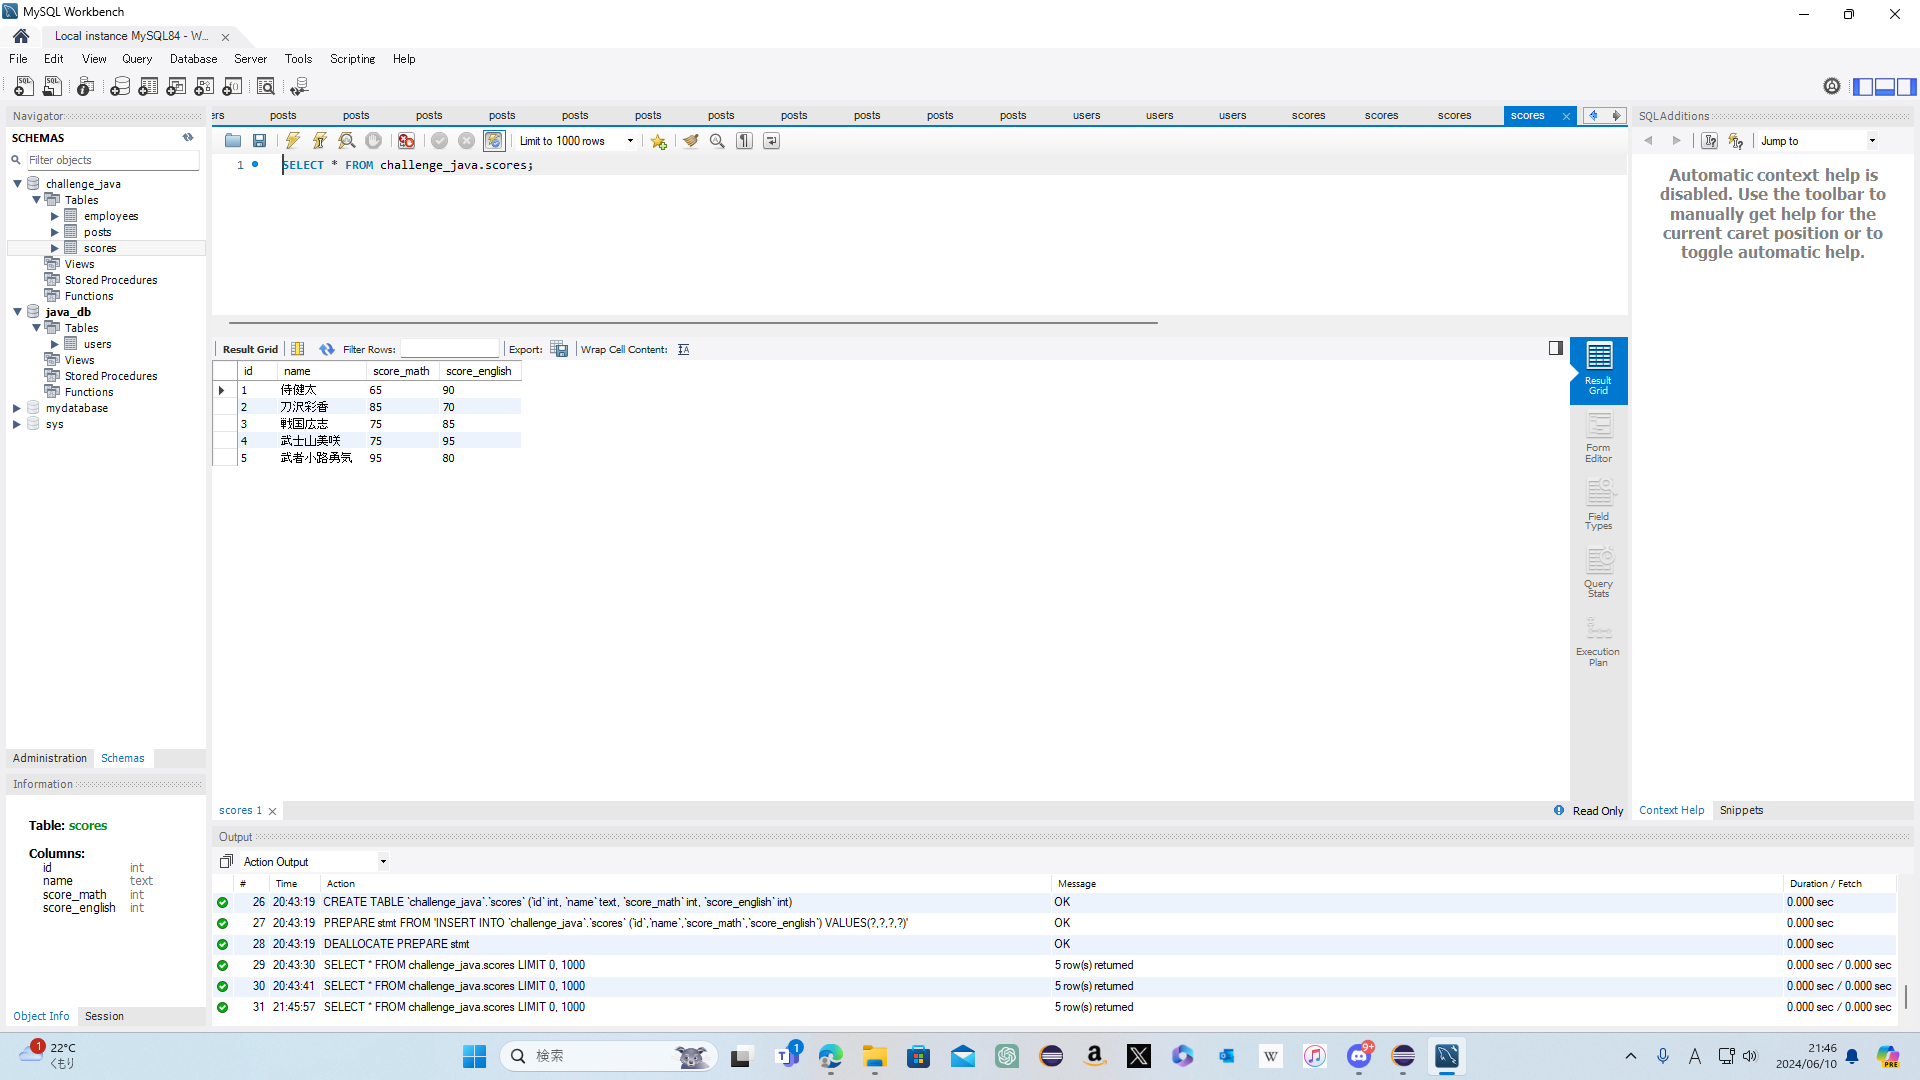 MySQL Workbench
Local instance MySQL84 - W...
File Edit View Query Database Server Tools Scripting Help
Navigator
SCHEMAS
Filter objects
challenge_java
Tables
employees
posts
scores
Views
Stored Procedures
Functions
java_db
Tables
users
Views
Stored Procedures
Functions
mydatabase
sys
Administration Schemas
Information
Table: scores
Columns:
id int
name text
score_math int
score_english int
Object Info Session
ers posts posts posts posts posts posts posts posts posts posts posts users users users scores scores scores scores
Limit to 1000 rows
1 SELECT * FROM challenge_java.scores;
Result Grid Filter Rows: Export: Wrap Cell Content:
id name score_math score_english
1 侍健太 65 90
2 刀沢彩香 85 70
3 戦国広志 75 85
4 武士山美咲 75 95
5 武者小路勇気 95 80
Result
Grid
Form
Editor
Field
Types
Query
Stats
Execution
Plan
scores 1
Read Only
SQLAdditions
Jump to
Automatic context help is
disabled. Use the toolbar to
manually get help for the
current caret position or to
toggle automatic help.
Context Help Snippets
Output
Action Output
# Time Action Message Duration / Fetch
26 20:43:19 CREATE TABLE `challenge_java`.`scores` (`id` int, `name` text, `score_math` int, `score_english` int) OK 0.000 sec
27 20:43:19 PREPARE stmt FROM 'INSERT INTO `challenge_java`.`scores` (`id`,`name`,`score_math`,`score_english`) VALUES(?,?,?,?)' OK 0.000 sec
28 20:43:19 DEALLOCATE PREPARE stmt OK 0.000 sec
29 20:43:30 SELECT * FROM challenge_java.scores LIMIT 0, 1000 5 row(s) returned 0.000 sec / 0.000 sec
30 20:43:41 SELECT * FROM challenge_java.scores LIMIT 0, 1000 5 row(s) returned 0.000 sec / 0.000 sec
31 21:45:57 SELECT * FROM challenge_java.scores LIMIT 0, 1000 5 row(s) returned 0.000 sec / 0.000 sec
1
22°C
くもり
検索
1
9+
A
21:46
2024/06/10
PRE